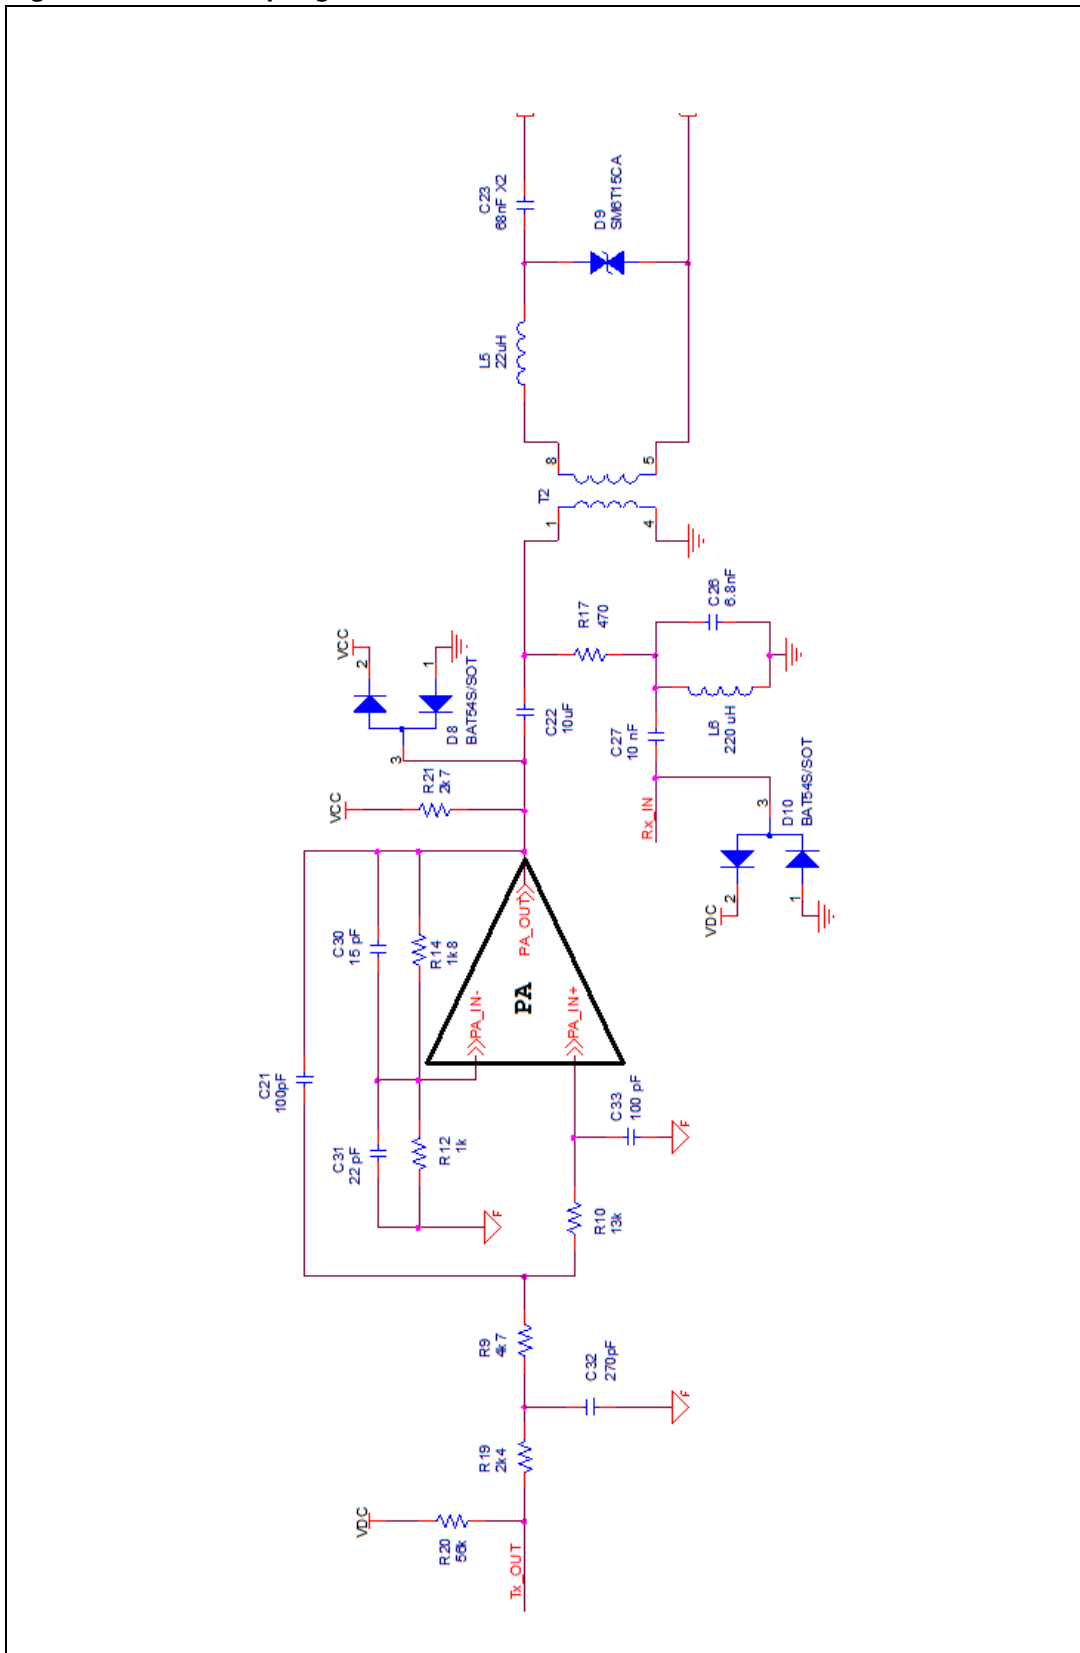 C23
68nF X2
D9
SM6T15CA
L5
22uH
8
5
T2
1
4
R17
470
C26
6.8nF
VCC
2
1
D8
BAT54S/SOT
3
C22
10uF
C27
10 nF
L6
220 uH
VCC
R21
2k7
Rx_IN
3
D10
BAT54S/SOT
VDC
2
1
C30
15 pF
R14
1k8
PA_OUT
PA
PA_IN-
PA_IN+
C21
100pF
C31
22 pF
R12
1k
C33
100 pF
F
F
R10
13k
R9
4k7
C32
270pF
F
R19
2k4
VDC
R20
56k
Tx_OUT